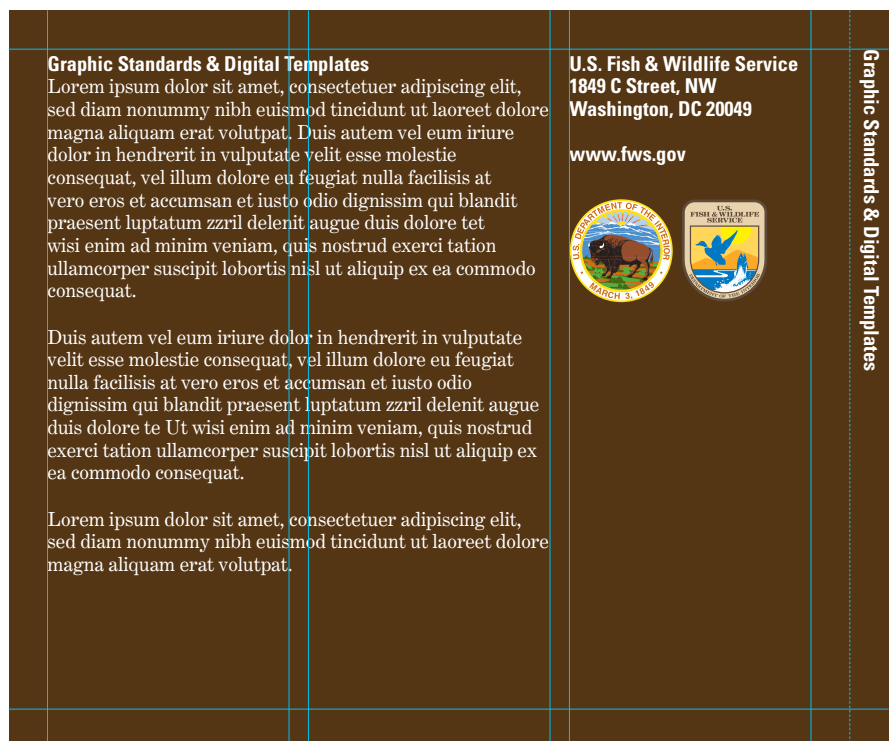 Graphic Standards & Digital Templates
Lorem ipsum dolor sit amet, consectetuer adipiscing elit,
sed diam nonummy nibh euismod tincidunt ut laoreet dolore
magna aliquam erat volutpat. Duis autem vel eum iriure
dolor in hendrerit in vulputate velit esse molestie
consequat, vel illum dolore eu feugiat nulla facilisis at
vero eros et accumsan et iusto odio dignissim qui blandit
praesent luptatum zzril delenit augue duis dolore tet
wisi enim ad minim veniam, quis nostrud exerci tation
ullamcorper suscipit lobortis nisl ut aliquip ex ea commodo
consequat.
Duis autem vel eum iriure dolor in hendrerit in vulputate
velit esse molestie consequat, vel illum dolore eu feugiat
nulla facilisis at vero eros et accumsan et iusto odio
dignissim qui blandit praesent luptatum zzril delenit augue
duis dolore te Ut wisi enim ad minim veniam, quis nostrud
exerci tation ullamcorper suscipit lobortis nisl ut aliquip ex
ea commodo consequat.
Lorem ipsum dolor sit amet, consectetuer adipiscing elit,
sed diam nonummy nibh euismod tincidunt ut laoreet dolore
magna aliquam erat volutpat.
U.S. Fish & Wildlife Service
1849 C Street, NW
Washington, DC 20049
www.fws.gov
U.S. DEPARTMENT OF THE INTERIOR
MARCH 3, 1849
U.S.
FISH & WILDLIFE
SERVICE
DEPARTMENT OF THE INTERIOR
Graphic Standards & Digital Templates